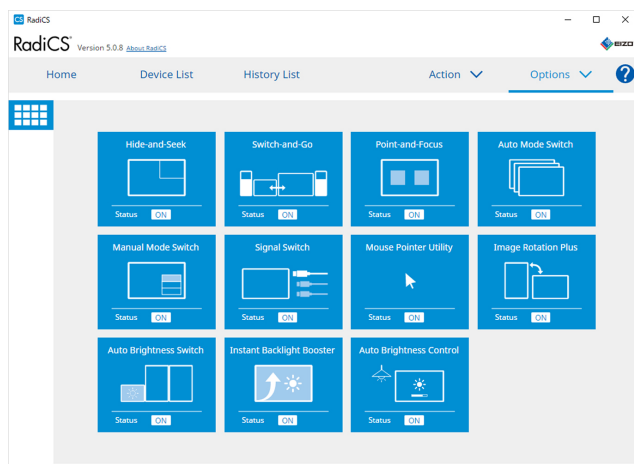 CS RadiCS
RadiCS Version 5.0.8 About RadiCS
EIZO
Home Device List History List Action Options ?
Hide-and-Seek Switch-and-Go Point-and-Focus Auto Mode Switch
Status ON Status ON Status ON Status ON
Manual Mode Switch Signal Switch Mouse Pointer Utility Image Rotation Plus
Status ON Status ON Status ON Status ON
Auto Brightness Switch Instant Backlight Booster Auto Brightness Control
Status ON Status ON Status ON